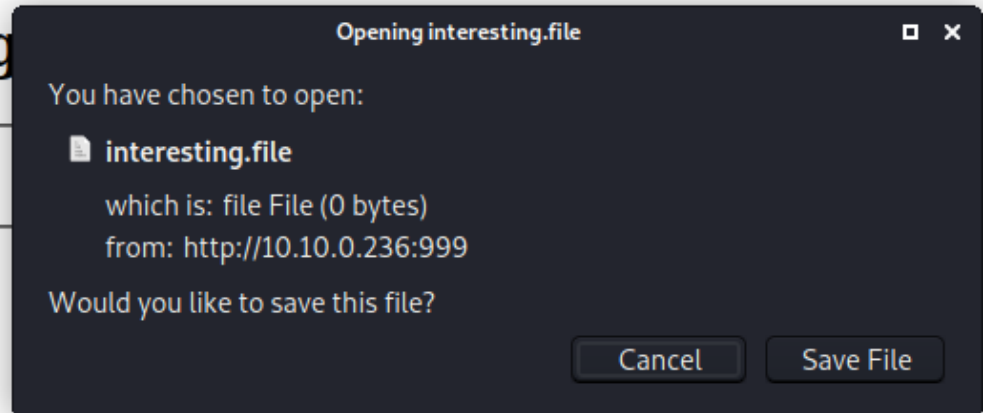 Opening interesting.file
You have chosen to open:
interesting.file
which is: file File (0 bytes)
from: http://10.10.0.236:999
Would you like to save this file?
Cancel
Save File